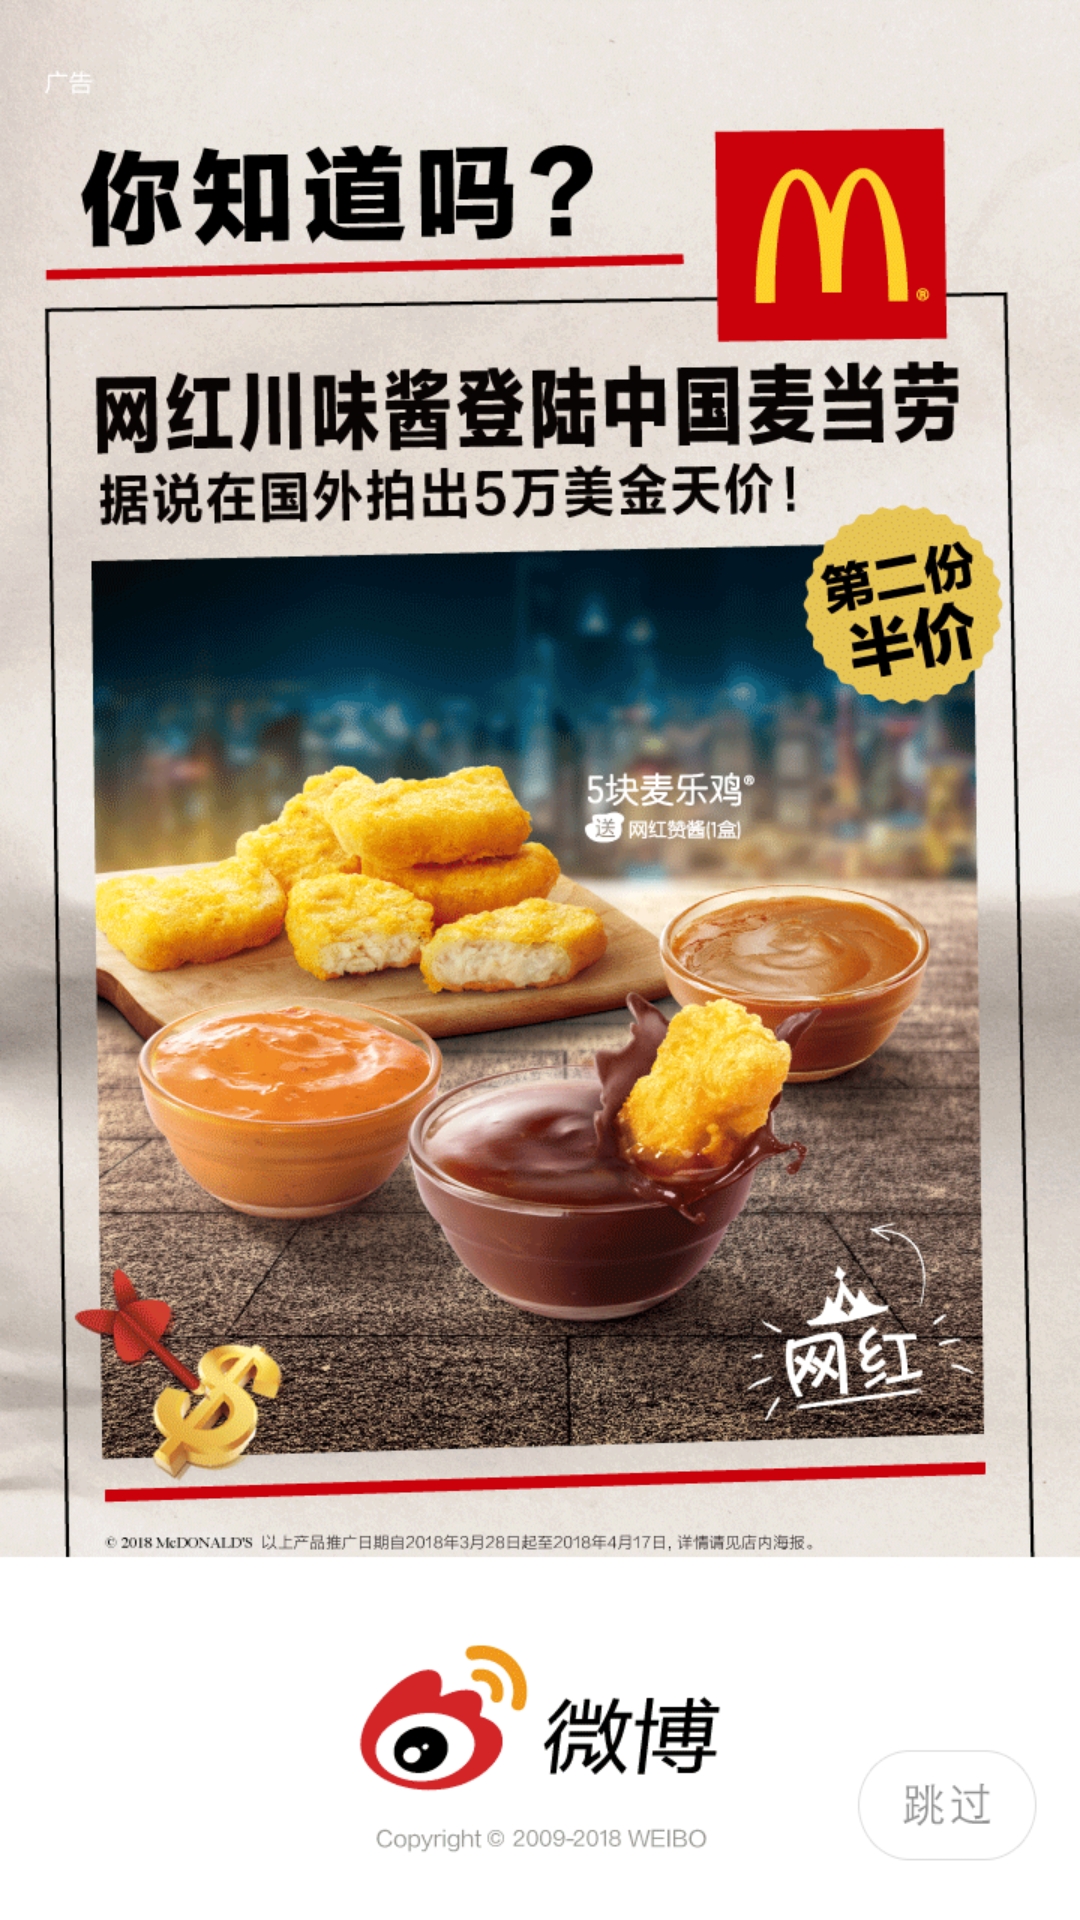 广告
你知道吗?
网红川味酱登陆中国麦当劳
据说在国外拍出5万美金天价!
第二份
半价
5块麦乐鸡®
送 网红赞酱(1盒)
网红
© 2018 McDONALD'S 以上产品推广日期自2018年3月28日起至2018年4月17日, 详情请见店内海报。
微博
跳过
Copyright © 2009-2018 WEIBO